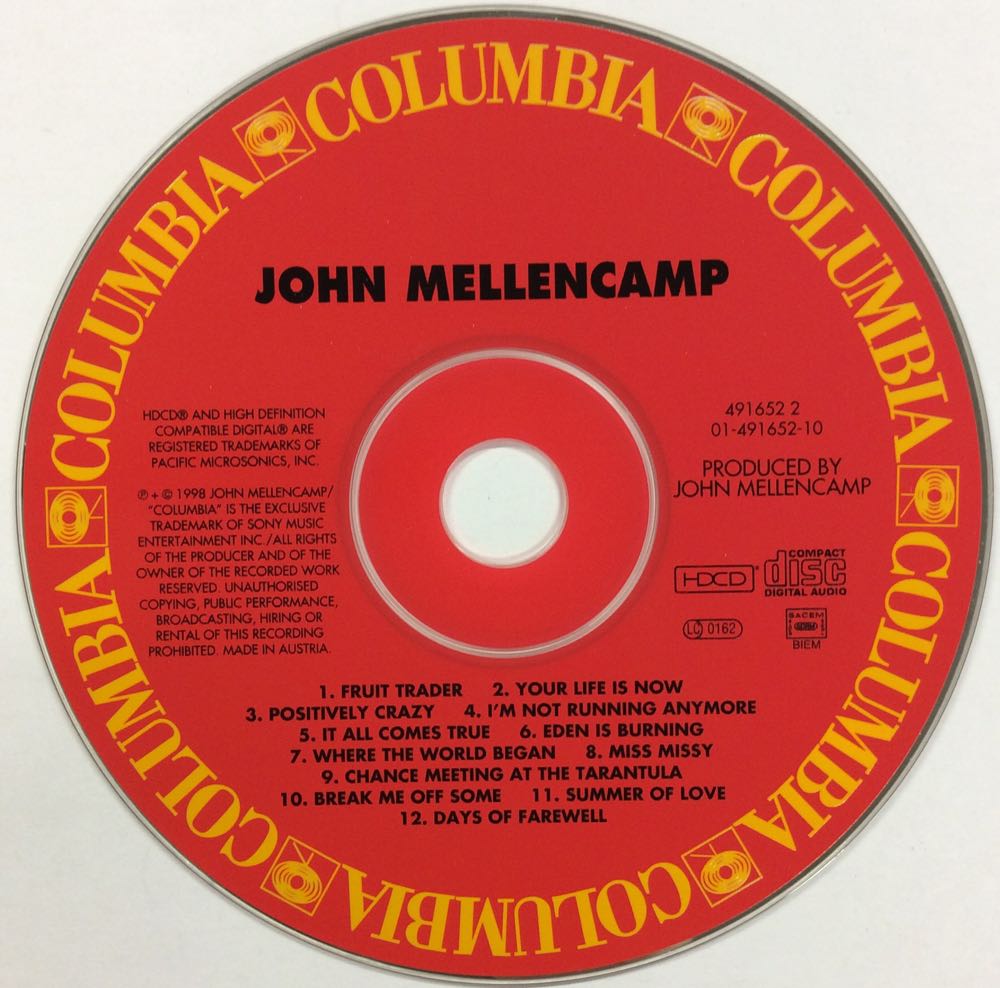 COLUMBIA
COLUMBIA
COLUMBIA
COLUMBIA
COLUMBIA
COLUMBIA
COLUMBIA
COLUMBIA
JOHN MELLENCAMP
HDCD® AND HIGH DEFINITION
COMPATIBLE DIGITAL® ARE
REGISTERED TRADEMARKS OF
PACIFIC MICROSONICS, INC.
℗ + © 1998 JOHN MELLENCAMP/
"COLUMBIA" IS THE EXCLUSIVE
TRADEMARK OF SONY MUSIC
ENTERTAINMENT INC./ALL RIGHTS
OF THE PRODUCER AND OF THE
OWNER OF THE RECORDED WORK
RESERVED. UNAUTHORISED
COPYING, PUBLIC PERFORMANCE,
BROADCASTING, HIRING OR
RENTAL OF THIS RECORDING
PROHIBITED. MADE IN AUSTRIA.
491652 2
01-491652-10
PRODUCED BY
JOHN MELLENCAMP
HDCD
COMPACT
disc
DIGITAL AUDIO
LC 0162
SACEM
BIEM
1. FRUIT TRADER 2. YOUR LIFE IS NOW
3. POSITIVELY CRAZY 4. I'M NOT RUNNING ANYMORE
5. IT ALL COMES TRUE 6. EDEN IS BURNING
7. WHERE THE WORLD BEGAN 8. MISS MISSY
9. CHANCE MEETING AT THE TARANTULA
10. BREAK ME OFF SOME 11. SUMMER OF LOVE
12. DAYS OF FAREWELL